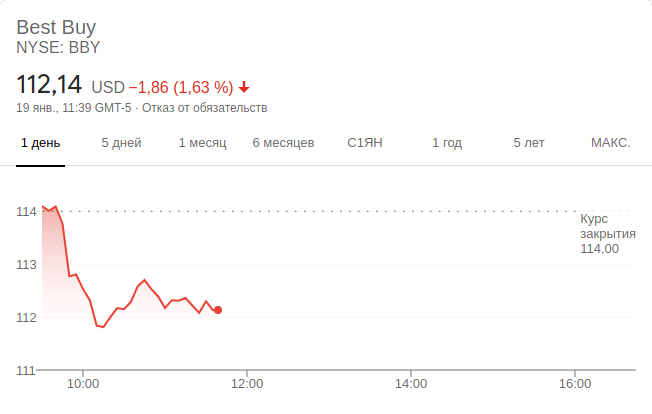 Best Buy
NYSE: BBY
112,14 USD −1,86 (1,63 %)
19 янв., 11:39 GMT-5 · Отказ от обязательств
1 день 5 дней 1 месяц 6 месяцев С1ЯН 1 год 5 лет МАКС.
114
Курс
закрытия
114,00
113
112
111
10:00 12:00 14:00 16:00